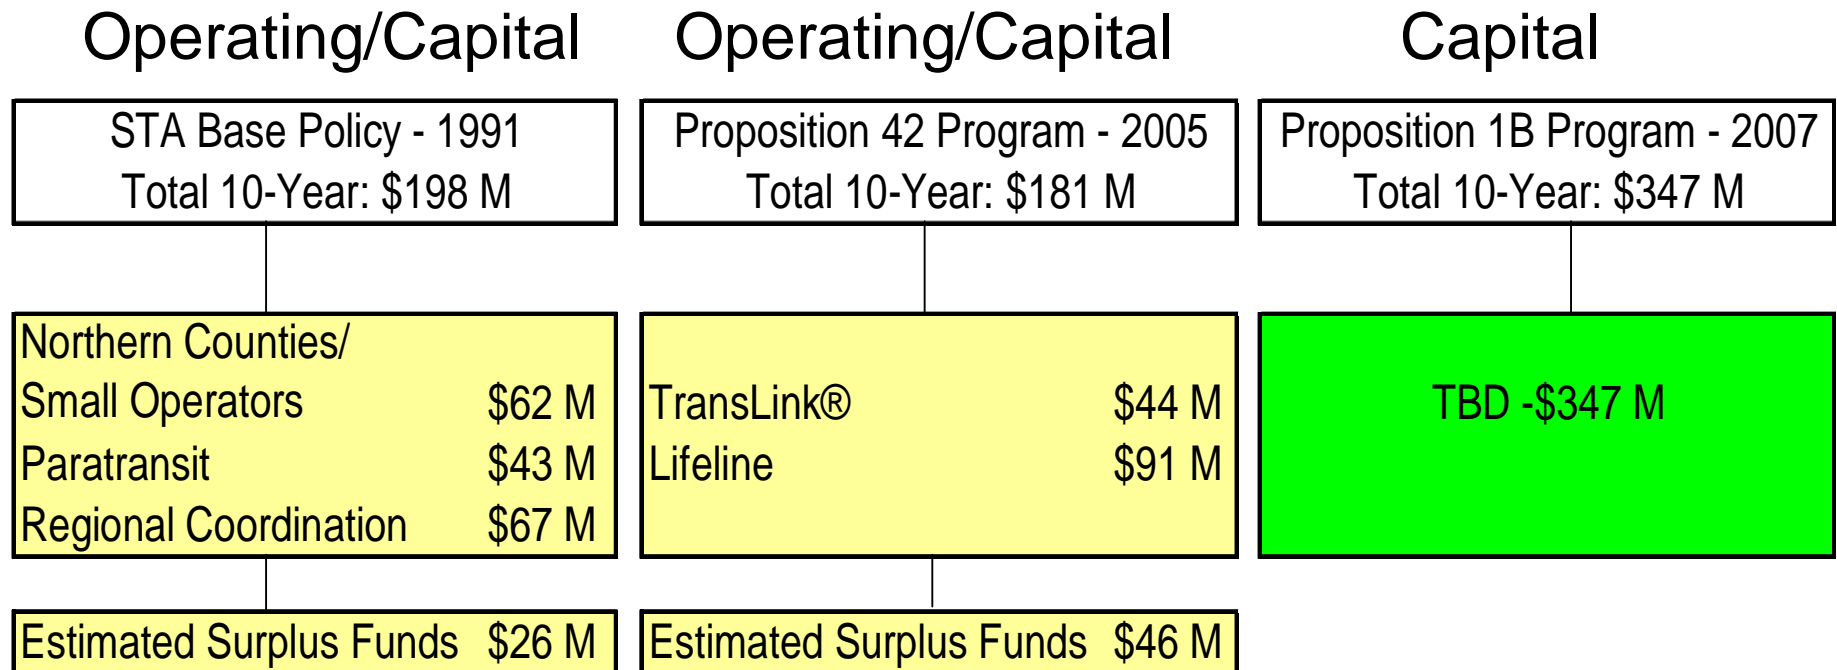 Operating/Capital
STA Base Policy - 1991
Total 10-Year: $198 M
Northern Counties/
Small Operators $62 M
Paratransit $43 M
Regional Coordination $67 M
Estimated Surplus Funds $26 M
Operating/Capital
Proposition 42 Program - 2005
Total 10-Year: $181 M
TransLink® $44 M
Lifeline $91 M
Estimated Surplus Funds $46 M
Capital
Proposition 1B Program - 2007
Total 10-Year: $347 M
TBD -$347 M